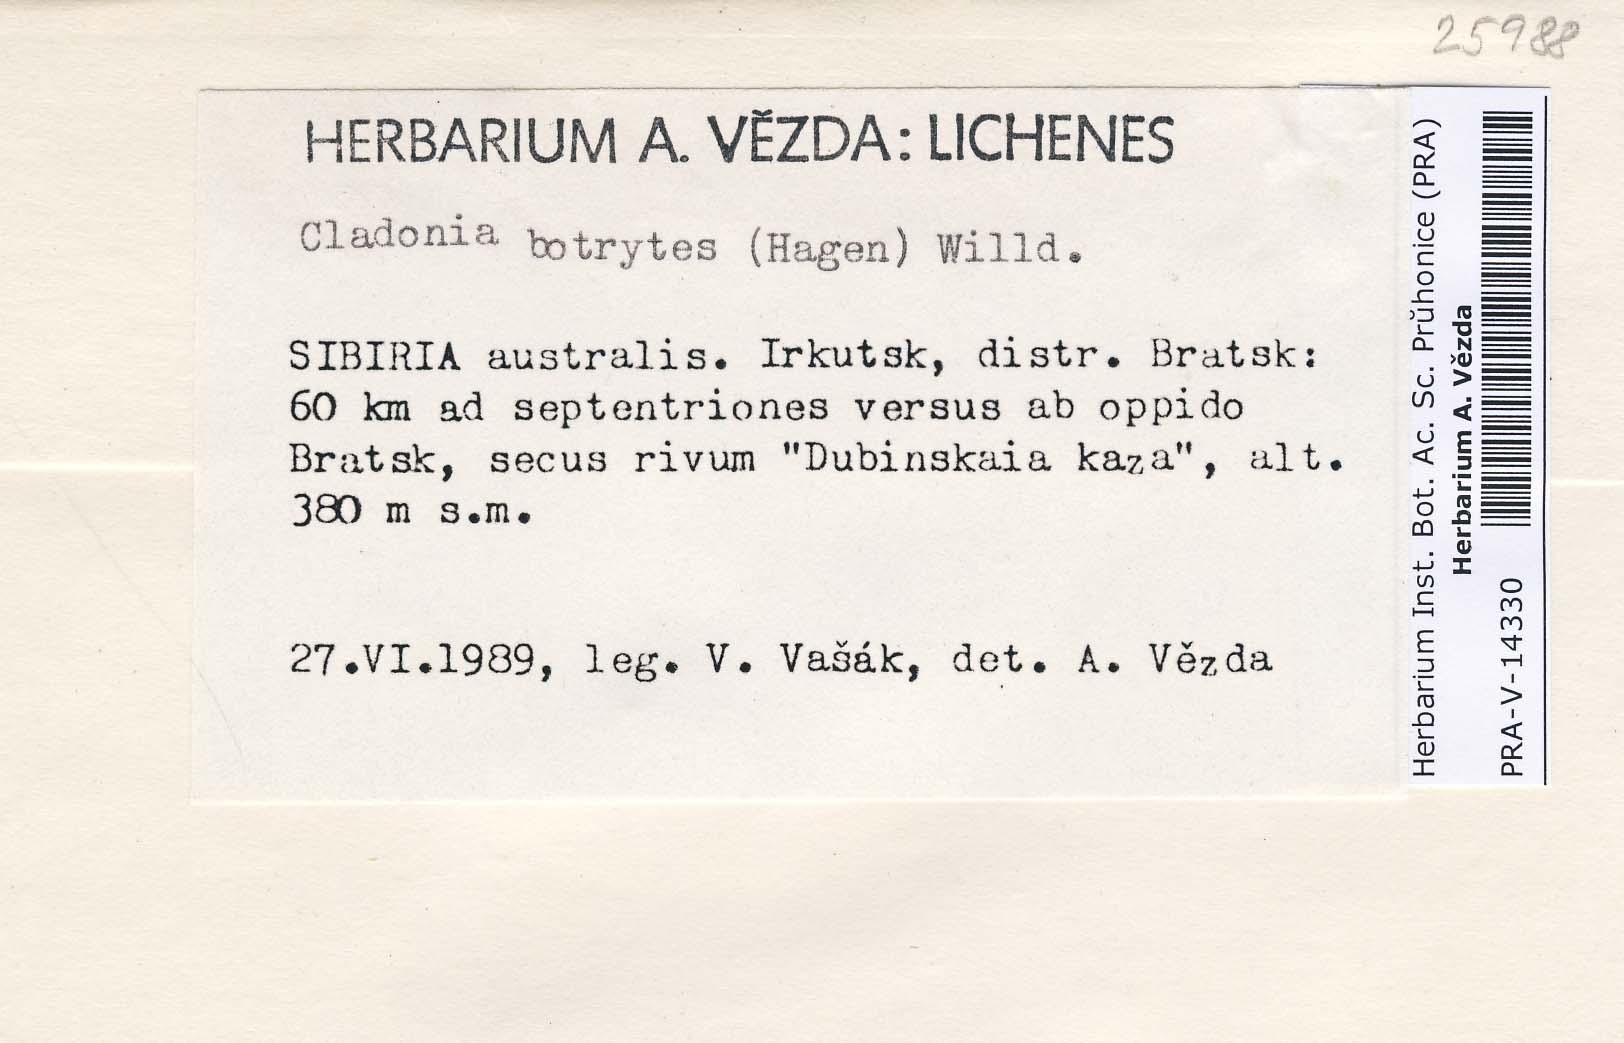 25988
HERBARIUM A. VĚZDA: LICHENES
Cladonia botrytes (Hagen) Willd.
SIBIRIA australis. Irkutsk, distr. Bratsk:
60 km ad septentriones versus ab oppido
Bratsk, secus rivum "Dubinskaia kaza", alt.
380 m s.m.
27.VI.1989, leg. V. Vašák, det. A. Vězda
Herbarium Inst. Bot. Ac. Sc. Průhonice (PRA)
Herbarium A. Vězda
PRA-V-14330